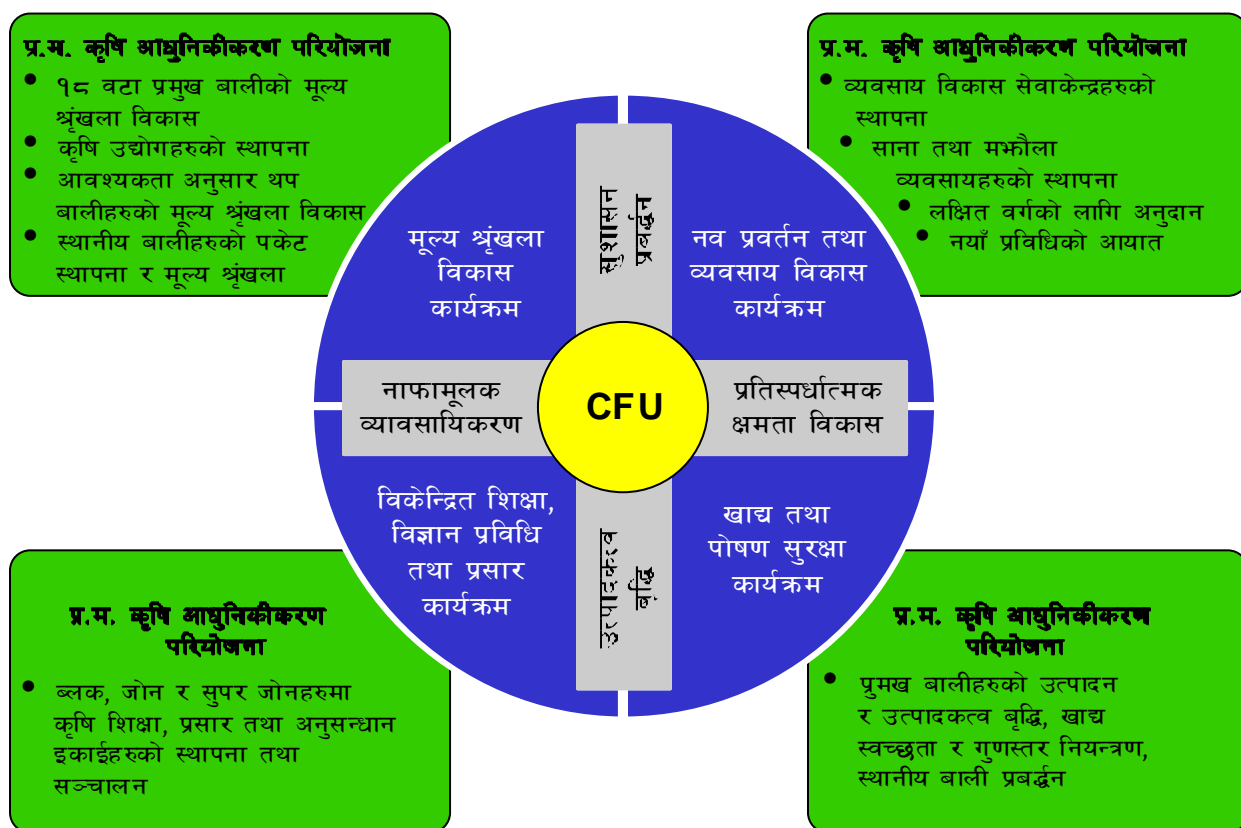 प्र.म. कृषि आधुनिकीकरण परियोजना
• १८ वटा प्रमुख बालीको मूल्य
श्रृंखला विकास
• कृषि उद्योगहरुको स्थापना
• आवश्यकता अनुसार थप
बालीहरुको मूल्य श्रृंखला विकास
• स्थानीय बालीहरुको पकेट
स्थापना र मूल्य श्रृंखला
प्र.म. कृषि आधुनिकीकरण परियोजना
• व्यवसाय विकास सेवाकेन्द्रहरुको
स्थापना
• साना तथा मझौला
व्यवसायहरुको स्थापना
• लक्षित वर्गको लागि अनुदान
• नयाँ प्रविधिको आयात
मूल्य श्रृंखला
विकास
कार्यक्रम
सुशासन
प्रबर्द्धन
नव प्रवर्तन तथा
व्यवसाय विकास
कार्यक्रम
नाफामूलक
व्यावसायिकरण
CFU
प्रतिस्पर्धात्मक
क्षमता विकास
विकेन्द्रित शिक्षा,
विज्ञान प्रविधि
तथा प्रसार
कार्यक्रम
उत्पादकत्व
बृद्धि
खाद्य तथा
पोषण सुरक्षा
कार्यक्रम
प्र.म. कृषि आधुनिकीकरण
परियोजना
• ब्लक, जोन र सुपर जोनहरुमा
कृषि शिक्षा, प्रसार तथा अनुसन्धान
इकाईहरुको स्थापना तथा
सञ्चालन
प्र.म. कृषि आधुनिकीकरण
परियोजना
• प्रुमख बालीहरुको उत्पादन
र उत्पादकत्व बृद्धि, खाद्य
स्वच्छता र गुणस्तर नियन्त्रण,
स्थानीय बाली प्रबर्द्धन